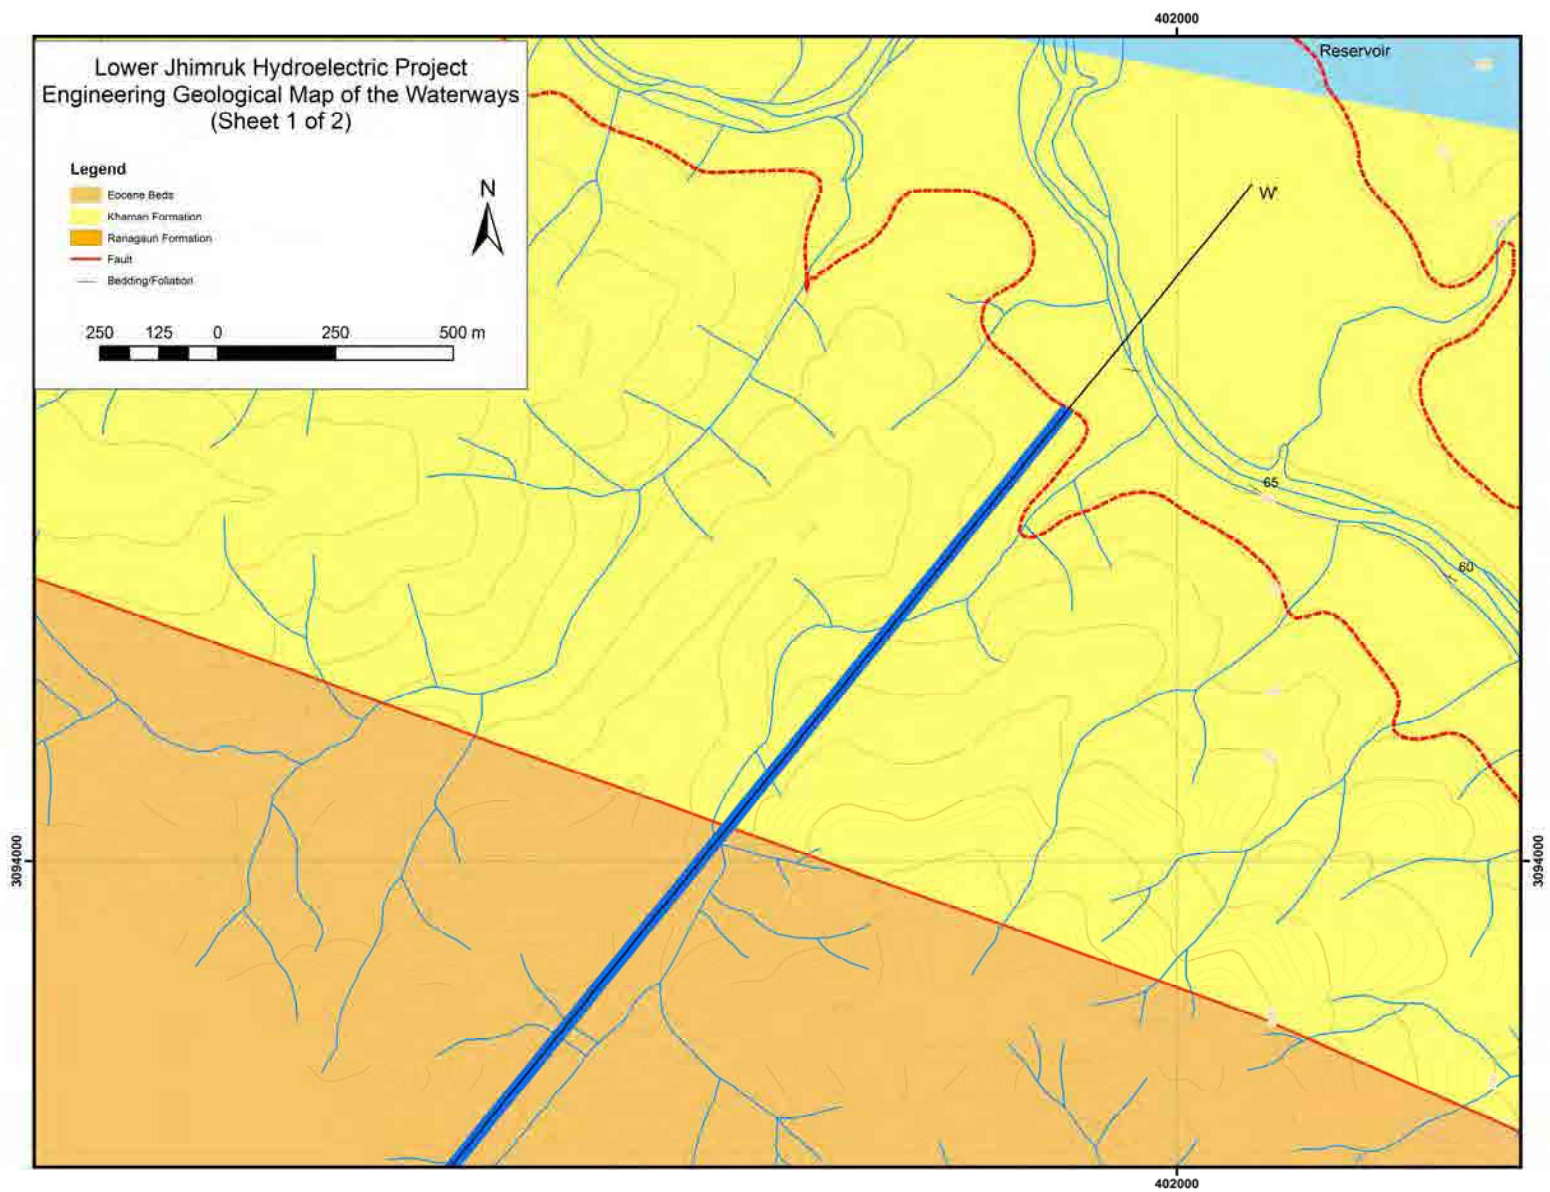 402000
Reservoir
Lower Jhimruk Hydroelectric Project
Engineering Geological Map of the Waterways
(Sheet 1 of 2)
Legend
Eocene Beds
Khamari Formation
Ranagaun Formation
Fault
Bedding/Foliation
N
250 125 0 250 500 m
W'
65
60
3094000
3094000
402000